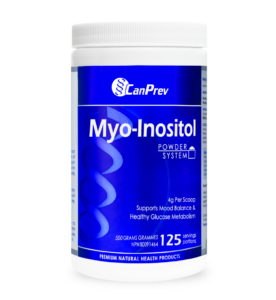 CanPrev
Myo-Inositol
POWDER
SYSTEM
4g Per Scoop
Supports Mood Balance &
Healthy Glucose Metabolism
500 GRAMS GRAMMES
125 servings
portions
PREMIUM NATURAL HEALTH PRODUCTS